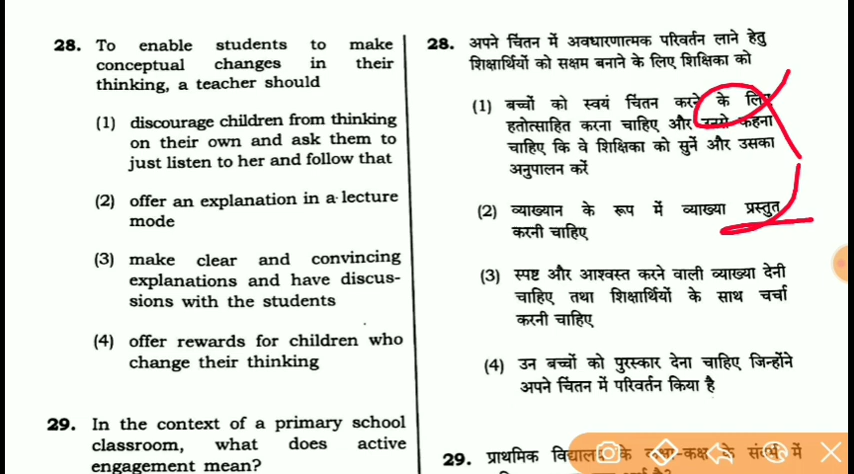 28. To enable students to make
conceptual changes in their
thinking, a teacher should
(1) discourage children from thinking
on their own and ask them to
just listen to her and follow that
(2) offer an explanation in a lecture
mode
(3) make clear and convincing
explanations and have discus-
sions with the students
(4) offer rewards for children who
change their thinking
29. In the context of a primary school
classroom, what does active
engagement mean?
28. अपने चिंतन में अवधारणात्मक परिवर्तन लाने हेतु
शिक्षार्थियों को सक्षम बनाने के लिए शिक्षिका को
(1) बच्चों को स्वयं चिंतन करने के लिए
हतोत्साहित करना चाहिए और उनसे कहना
चाहिए कि वे शिक्षिका को सुनें और उसका
अनुपालन करें
(2) व्याख्यान के रूप में व्याख्या प्रस्तुत
करनी चाहिए
(3) स्पष्ट और आश्वस्त करने वाली व्याख्या देनी
चाहिए तथा शिक्षार्थियों के साथ चर्चा
करनी चाहिए
(4) उन बच्चों को पुरस्कार देना चाहिए जिन्होंने
अपने चिंतन में परिवर्तन किया है
29. प्राथमिक के में